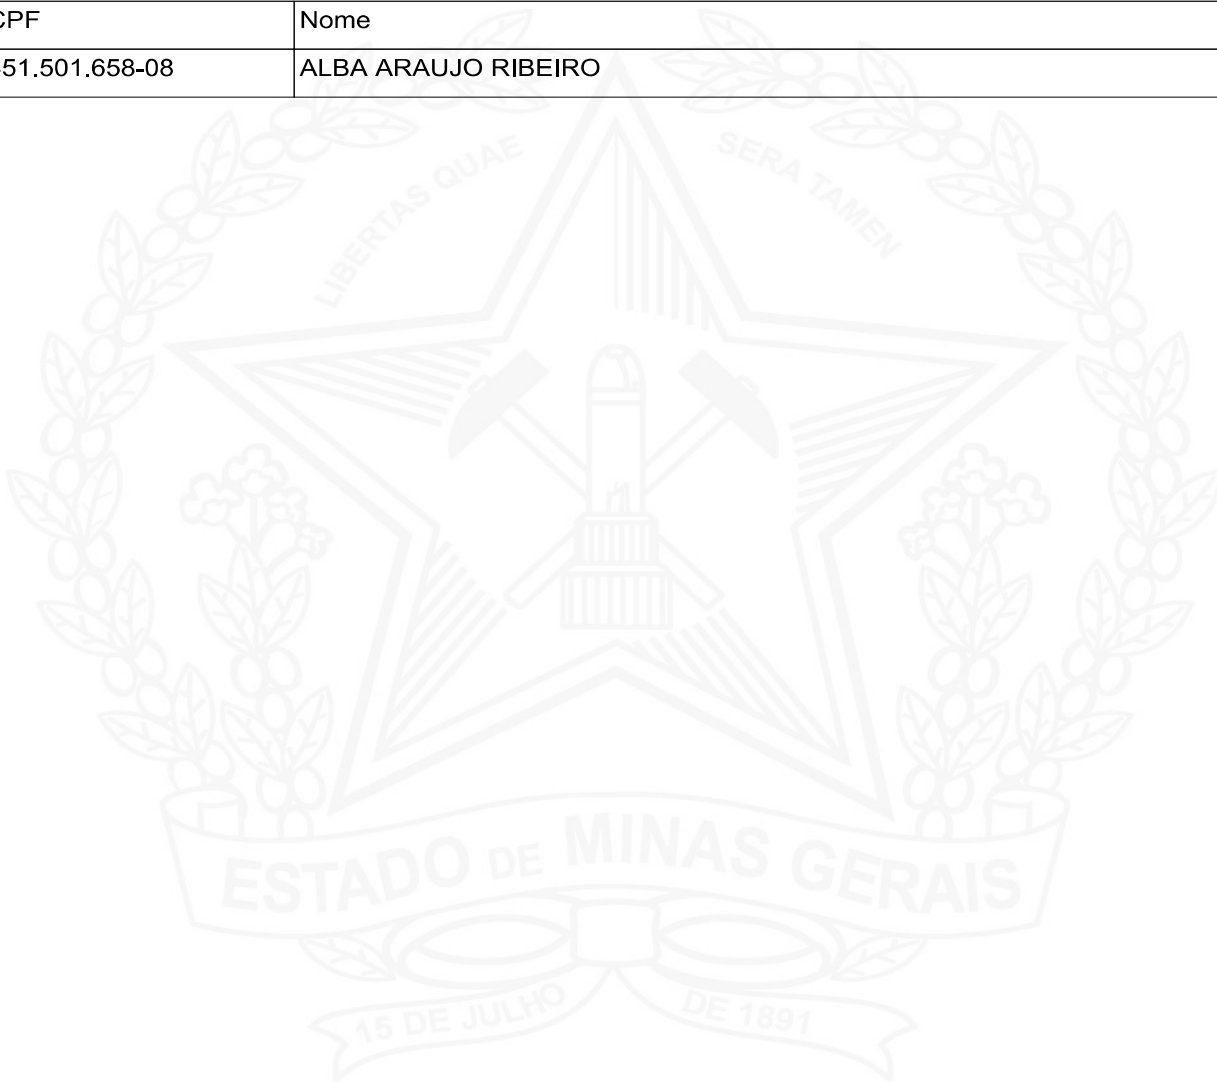 CPF Nome
51.501.658-08 ALBA ARAUJO RIBEIRO
LIBERTAS QUAE SERA TAMEN
ESTADO DE MINAS GERAIS
15 DE JULHO DE 1891